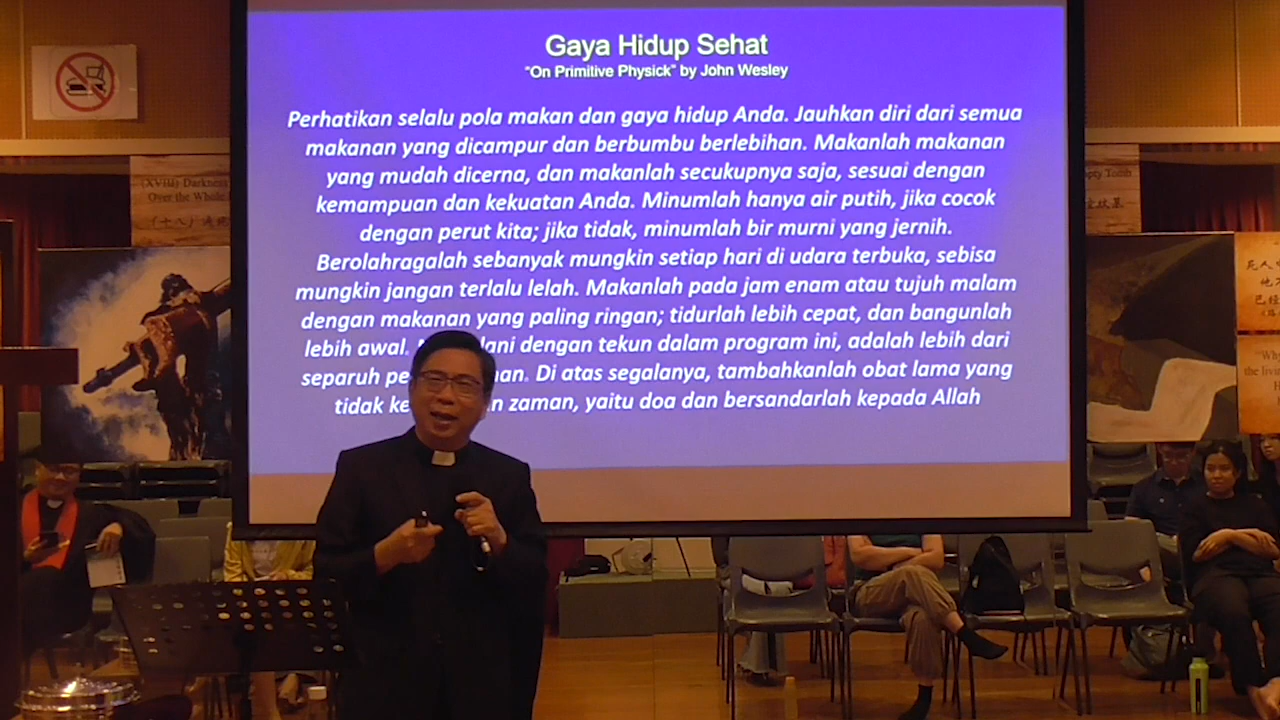 Gaya Hidup Sehat
"On Primitive Physick" by John Wesley
Perhatikan selalu pola makan dan gaya hidup Anda. Jauhkan diri dari semua
makanan yang dicampur dan berbumbu berlebihan. Makanlah makanan
yang mudah dicerna, dan makanlah secukupnya saja, sesuai dengan
kemampuan dan kekuatan Anda. Minumlah hanya air putih, jika cocok
dengan perut kita; jika tidak, minumlah bir murni yang jernih.
Berolahragalah sebanyak mungkin setiap hari di udara terbuka, sebisa
mungkin jangan terlalu lelah. Makanlah pada jam enam atau tujuh malam
dengan makanan yang paling ringan; tidurlah lebih cepat, dan bangunlah
lebih awal. dengan tekun dalam program ini, adalah lebih dari
separuh Di atas segalanya, tambahkanlah obat lama yang
tidak zaman, yaitu doa dan bersandarlah kepada Allah
(XVIII) Darkness
Over the Whole
Tomb